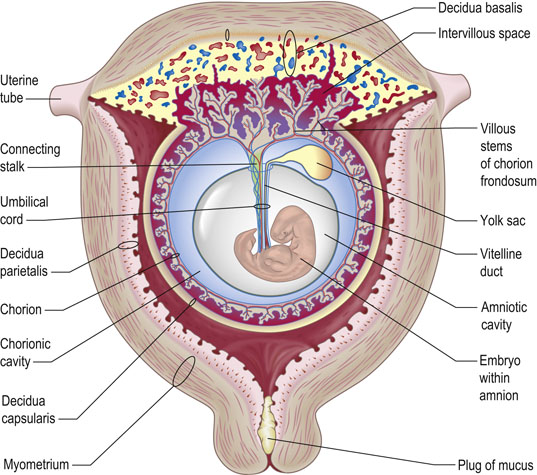 Decidua basalis
Intervillous space
Uterine
tube
Connecting
stalk
Umbilical
cord
Decidua
parietalis
Chorion
Chorionic
cavity
Decidua
capsularis
Myometrium
Villous
stems
of chorion
frondosum
Yolk sac
Vitelline
duct
Amniotic
cavity
Embryo
within
amnion
Plug of mucus